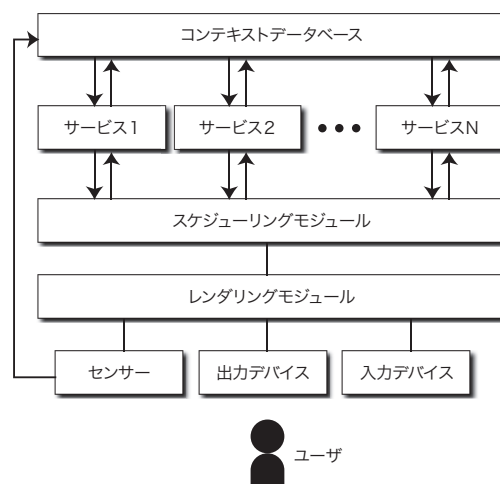 コンテキストデータベース
サービス1
サービス2
•••
サービスN
スケジューリングモジュール
レンダリングモジュール
センサー
出力デバイス
入力デバイス
ユーザ